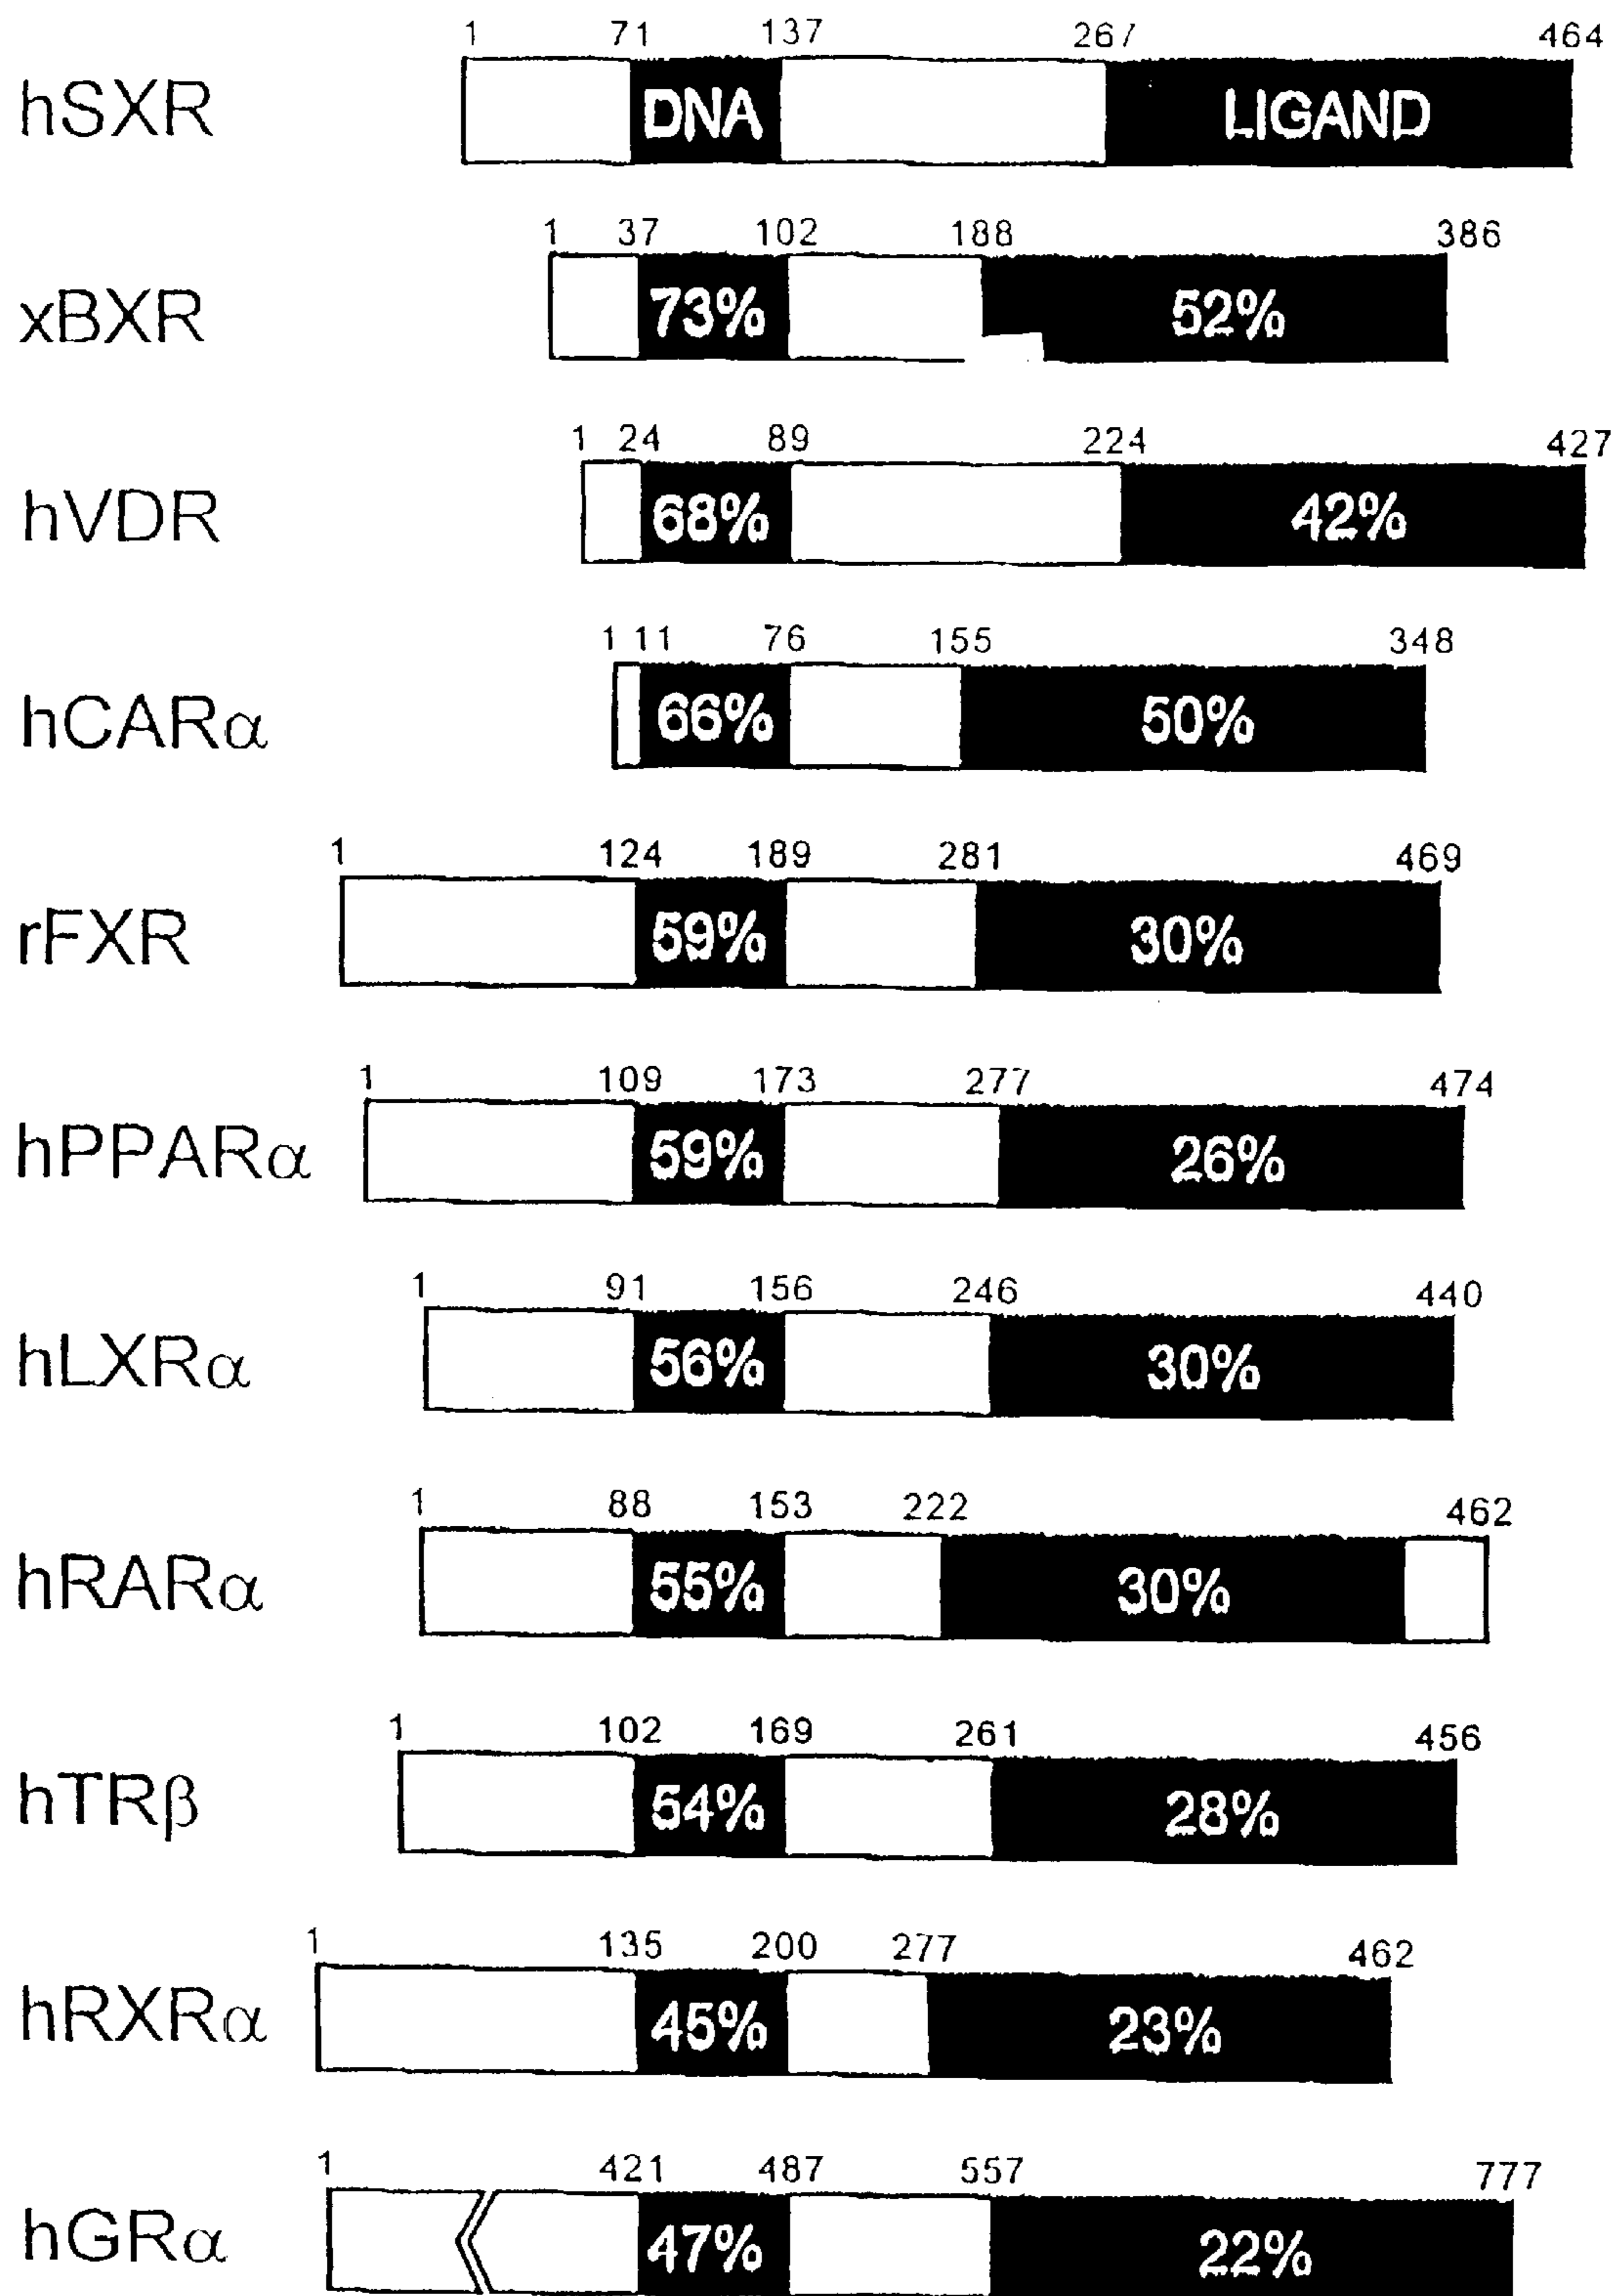 1 71 137 267 464
hSXR DNA LIGAND
1 37 102 188 386
xBXR 73% 52%
1 24 89 224 427
hVDR 68% 42%
1 11 76 155 348
hCARα 66% 50%
1 124 189 281 469
rFXR 59% 30%
1 109 173 277 474
hPPARα 59% 26%
1 91 156 246 440
hLXRα 56% 30%
1 88 153 222 462
hRARα 55% 30%
1 102 169 261 456
hTRβ 54% 28%
1 135 200 277 462
hRXRα 45% 23%
1 421 487 557 777
hGRα 47% 22%